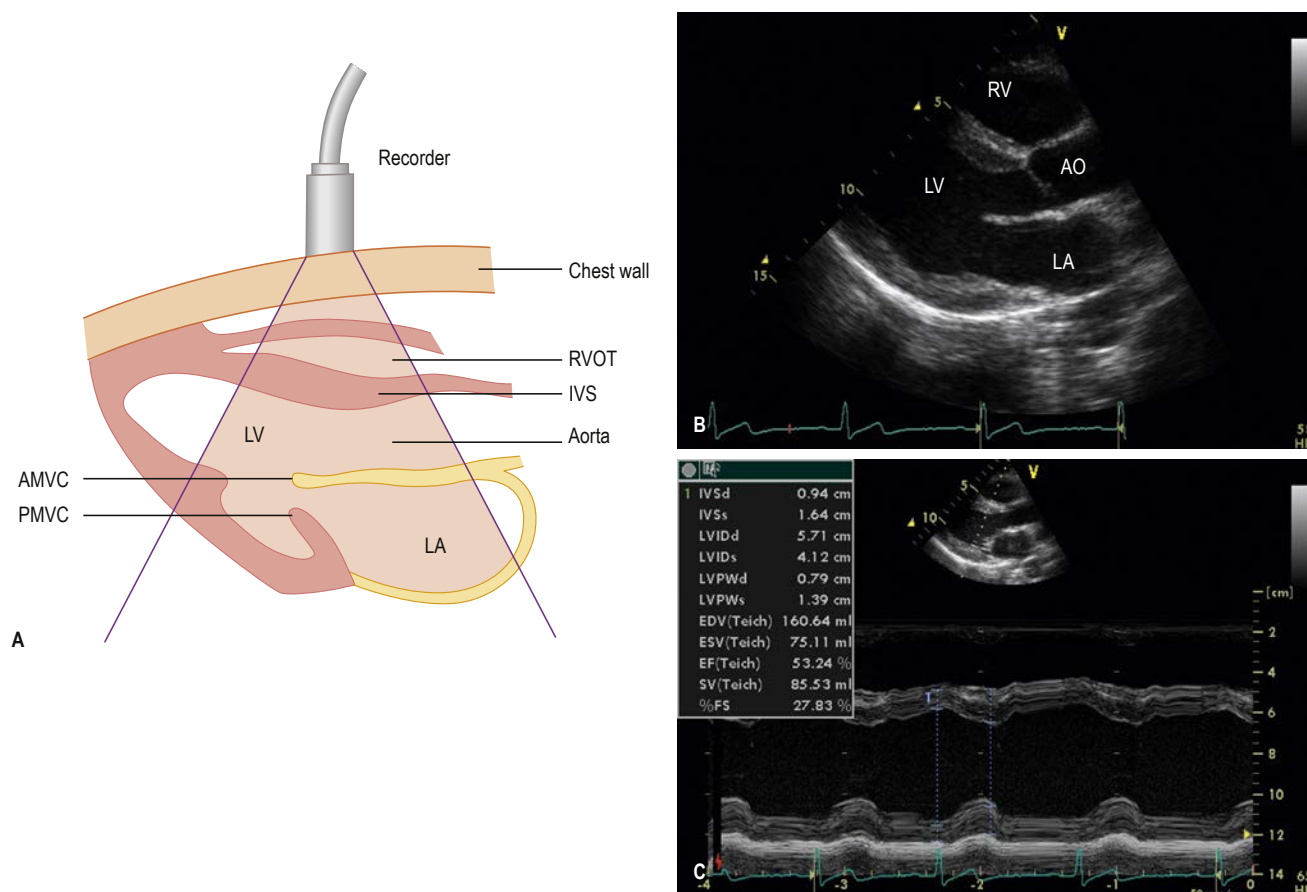 Recorder
Chest wall
RVOT
IVS
Aorta
LV
AMVC
PMVC
LA
A
V
RV
5
AO
LV
10
LA
15
B
V
5
10
1 IVSd 0.94 cm
IVSs 1.64 cm
LVIDd 5.71 cm
LVIDs 4.12 cm
LVPWd 0.79 cm
LVPWs 1.39 cm
EDV(Teich) 160.64 ml
ESV(Teich) 75.11 ml
EF(Teich) 53.24 %
SV(Teich) 85.53 ml
%FS 27.83 %
[cm]
2
4
1
6
8
10
12
C
-4 -3 -2 -1 0
14